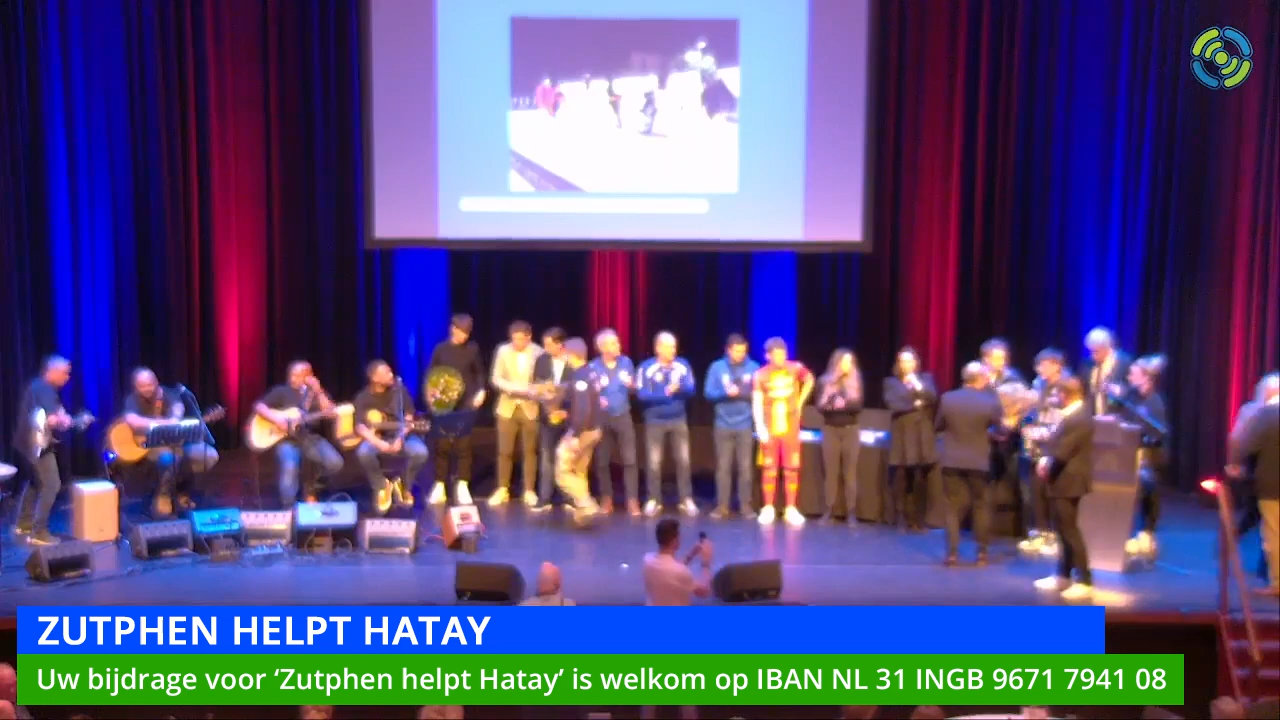 ZUTPHEN HELPT HATAY
Uw bijdrage voor ‘Zutphen helpt Hatay’ is welkom op IBAN NL 31 INGB 9671 7941 08